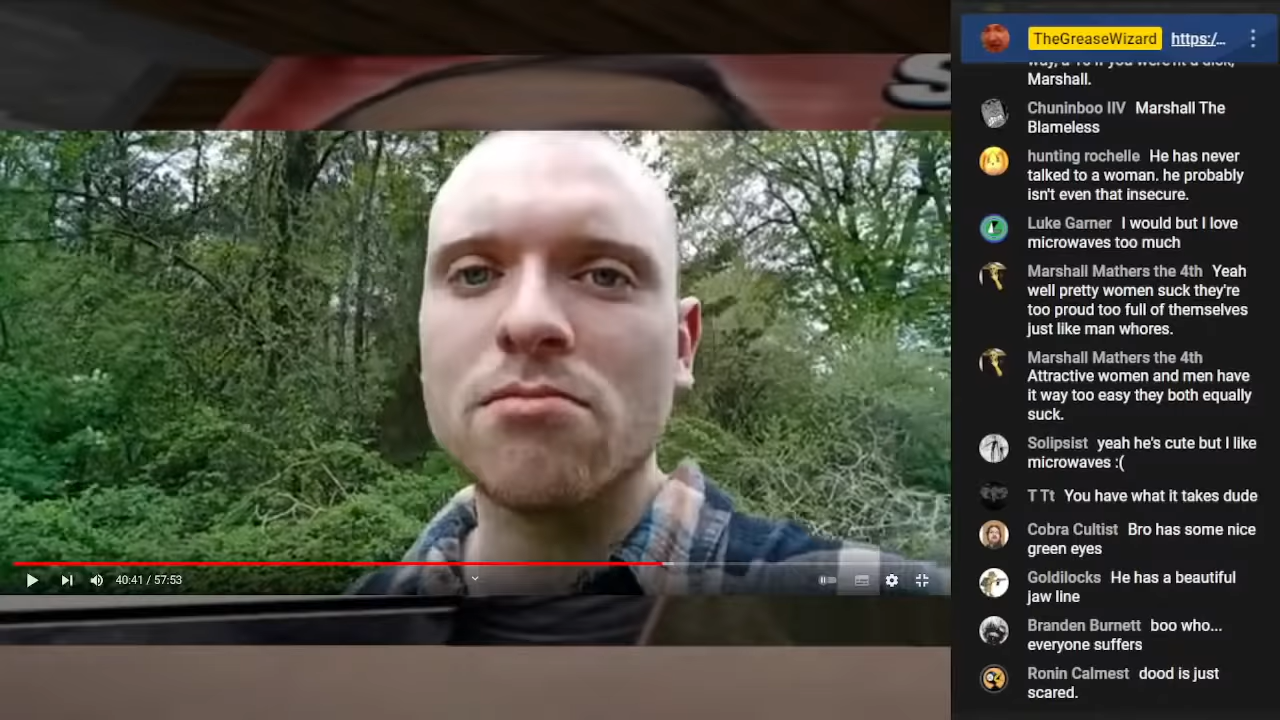 S
TheGreaseWizard https:/...
Marshall.
Chuninboo IIV Marshall The
Blameless
hunting rochelle He has never
talked to a woman. he probably
isn't even that insecure.
Luke Garner I would but I love
microwaves too much
Marshall Mathers the 4th Yeah
well pretty women suck they're
too proud too full of themselves
just like man whores.
Marshall Mathers the 4th
Attractive women and men have
it way too easy they both equally
suck.
Solipsist yeah he's cute but I like
microwaves :(
T Tt You have what it takes dude
Cobra Cultist Bro has some nice
green eyes
Goldilocks He has a beautiful
jaw line
Branden Burnett boo who...
everyone suffers
Ronin Calmest dood is just
scared.
40:41 / 57:53